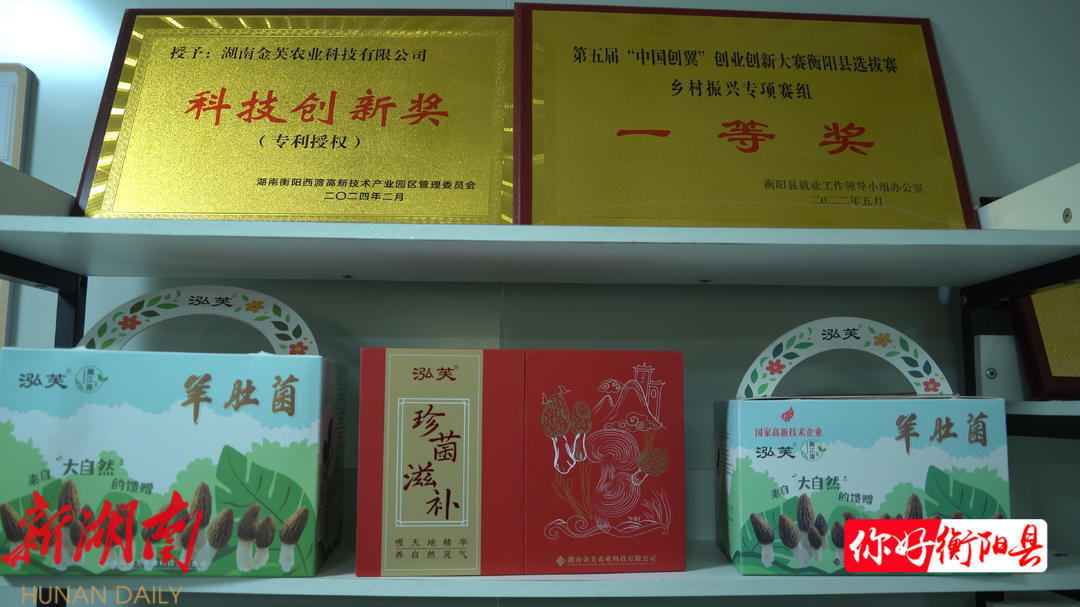 授予：湖南金芙农业科技有限公司
科技创新奖
（专利授权）
湖南衡阳西渡高新技术产业园区管理委员会
二〇二四年二月
第五届“中国创翼”创业创新大赛衡阳县选拔赛
乡村振兴专项赛组
一等奖
衡阳县就业工作领导小组办公室
二〇二二年五月
泓芙
泓芙
羊肚菌
来自“大自然”的馈赠
泓芙
珍菌滋补
吸天地精华
养自然灵气
湖南金芙农业科技有限公司
泓芙
国家高新技术企业
泓芙
羊肚菌
来自“大自然”的馈赠
新湖南
HUNAN DAILY
你好衡阳县